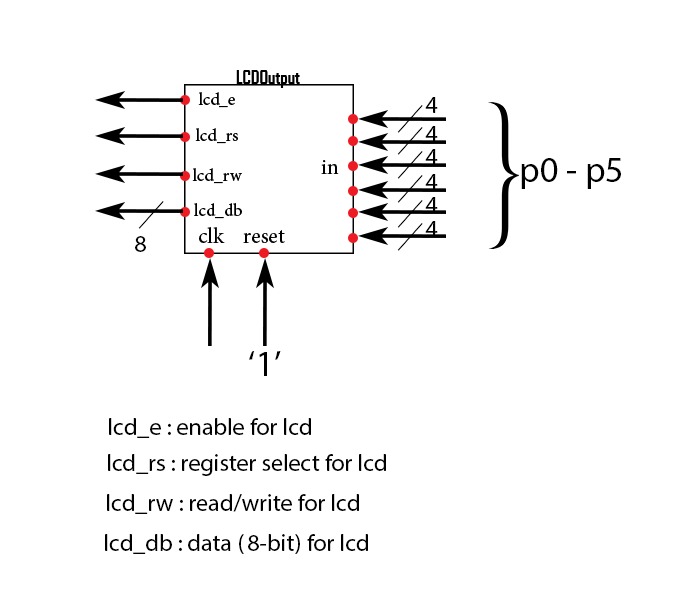 LCDOutput
lcd_e
lcd_rs
lcd_rw
lcd_db
8
clk reset
in
4
4
4
4
4
4
p0 - p5
‘1’
lcd_e : enable for lcd
lcd_rs : register select for lcd
lcd_rw : read/write for lcd
lcd_db : data (8-bit) for lcd